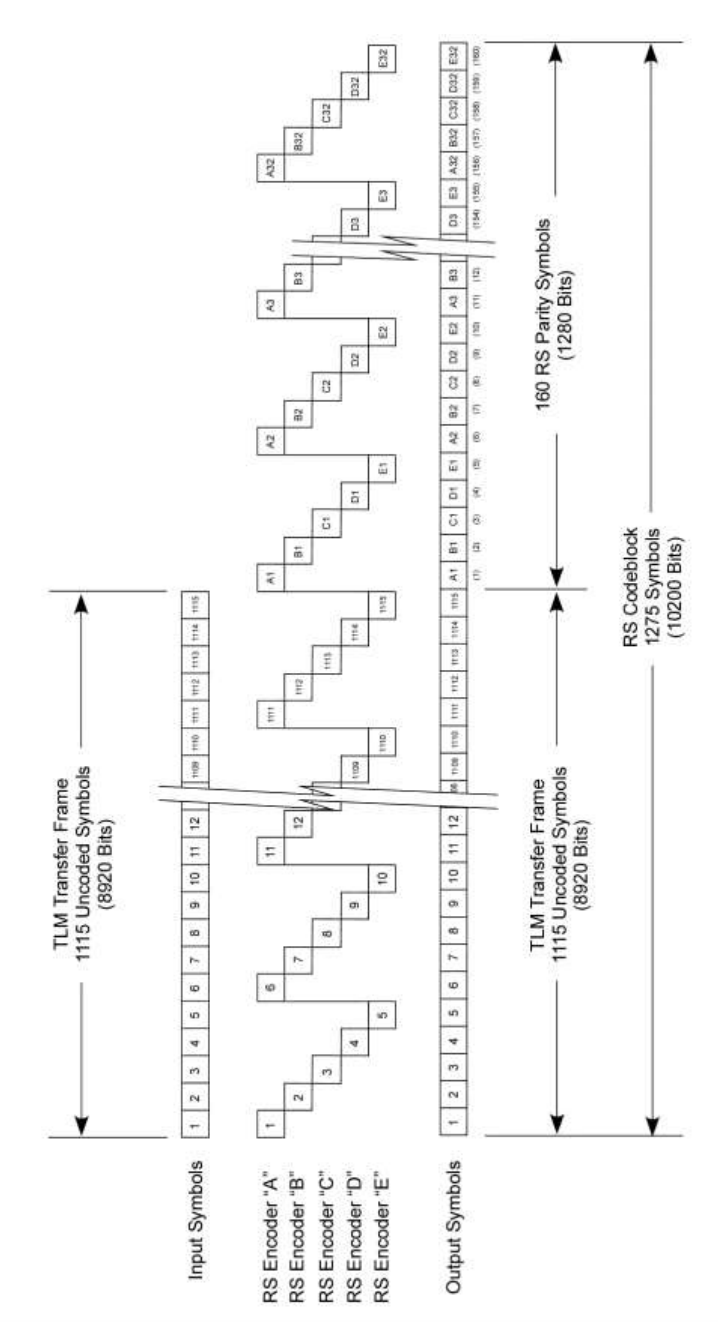 TLM Transfer Frame
1115 Uncoded Symbols
(8920 Bits)
Input Symbols 1 2 3 4 5 6 7 8 9 10 11 12 1109 1110 1111 1112 1113 1114 1115
RS Encoder "A" 1 6 11 1111 A1 A2 A3 A32
RS Encoder "B" 2 7 12 1112 B1 B2 B3 B32
RS Encoder "C" 3 8 1113 C1 C2 C32
RS Encoder "D" 4 9 1109 1114 D1 D2 D3 D32
RS Encoder "E" 5 10 1110 1115 E1 E2 E3 E32
Output Symbols 1 2 3 4 5 6 7 8 9 10 11 12 1110 1111 1112 1113 1114 1115 A1 B1 C1 D1 E1 A2 B2 C2 D2 E2 A3 B3 D3 E3 A32 B32 C32 D32 E32
(1) (2) (3) (4) (5) (6) (7) (8) (9) (10) (11) (12) (154) (155) (156) (157) (158) (159) (160)
TLM Transfer Frame
1115 Uncoded Symbols
(8920 Bits)
160 RS Parity Symbols
(1280 Bits)
RS Codeblock
1275 Symbols
(10200 Bits)